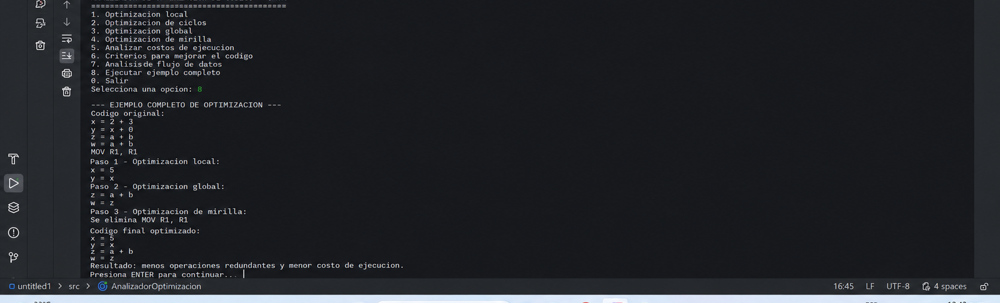 ==========================================
1. Optimizacion local
2. Optimizacion de ciclos
3. Optimizacion global
4. Optimizacion de mirilla
5. Analizar costos de ejecucion
6. Criterios para mejorar el codigo
7. Analisis de flujo de datos
8. Ejecutar ejemplo completo
0. Salir
Selecciona una opcion: 8
--- EJEMPLO COMPLETO DE OPTIMIZACION ---
Codigo original:
x = 2 + 3
y = x + 0
z = a + b
w = a + b
MOV R1, R1
Paso 1 - Optimizacion local:
x = 5
y = x
Paso 2 - Optimizacion global:
z = a + b
w = z
Paso 3 - Optimizacion de mirilla:
Se elimina MOV R1, R1
Codigo final optimizado:
x = 5
y = x
z = a + b
w = z
Resultado: menos operaciones redundantes y menor costo de ejecucion.
Presiona ENTER para continuar...
untitled1 > src > AnalizadorOptimizacion 16:45 LF UTF-8 4 spaces